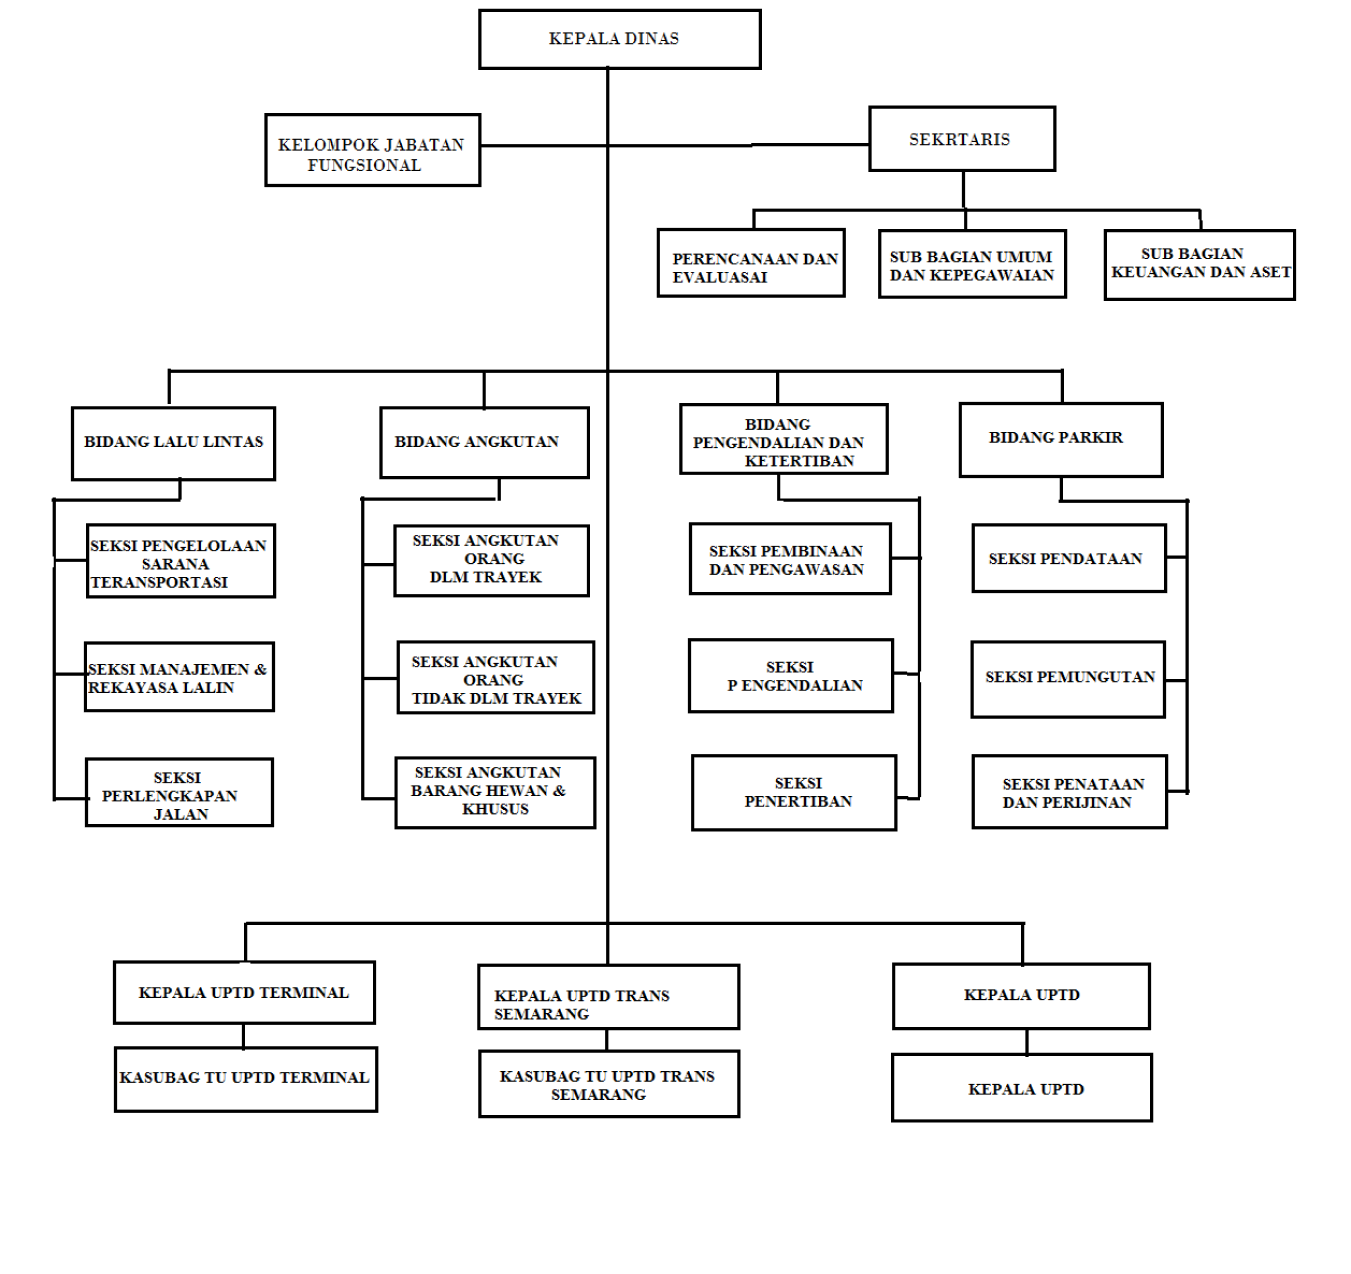 KEPALA DINAS
KELOMPOK JABATAN
FUNGSIONAL
SEKRTARIS
PERENCANAAN DAN
EVALUASAI
SUB BAGIAN UMUM
DAN KEPEGAWAIAN
SUB BAGIAN
KEUANGAN DAN ASET
BIDANG LALU LINTAS
BIDANG ANGKUTAN
BIDANG
PENGENDALIAN DAN
KETERTIBAN
BIDANG PARKIR
SEKSI PENGELOLAAN
SARANA
TERANSPORTASI
SEKSI ANGKUTAN
ORANG
DLM TRAYEK
SEKSI PEMBINAAN
DAN PENGAWASAN
SEKSI PENDATAAN
SEKSI MANAJEMEN &
REKAYASA LALIN
SEKSI ANGKUTAN
ORANG
TIDAK DLM TRAYEK
SEKSI
P ENGENDALIAN
SEKSI PEMUNGUTAN
SEKSI
PERLENGKAPAN
JALAN
SEKSI ANGKUTAN
BARANG HEWAN &
KHUSUS
SEKSI
PENERTIBAN
SEKSI PENATAAN
DAN PERIJINAN
KEPALA UPTD TERMINAL
KEPALA UPTD TRANS
SEMARANG
KEPALA UPTD
KASUBAG TU UPTD TERMINAL
KASUBAG TU UPTD TRANS
SEMARANG
KEPALA UPTD